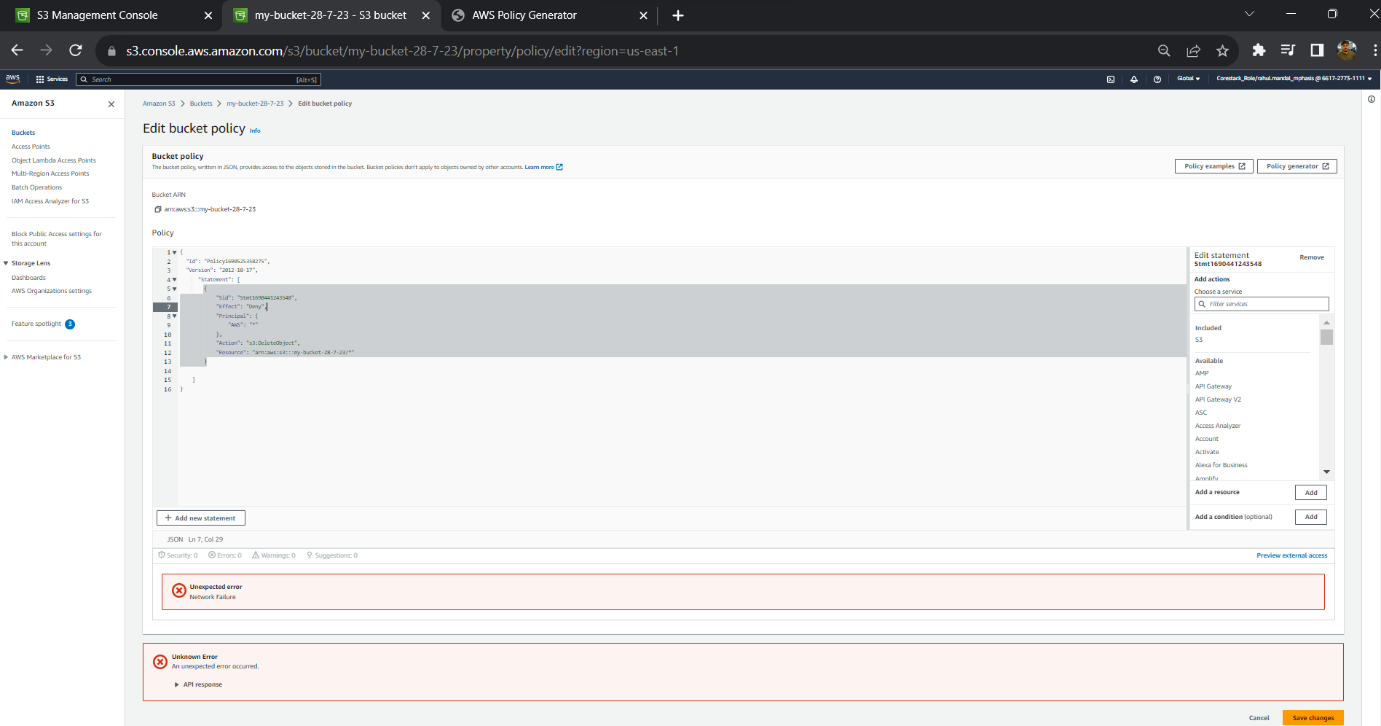 S3 Management Console
my-bucket-28-7-23 - S3 bucket
AWS Policy Generator
s3.console.aws.amazon.com/s3/bucket/my-bucket-28-7-23/property/policy/edit?region=us-east-1
aws
Services
Search
[Alt+S]
Global
Corestack_Role/rahul.mandal_mphasis @ 6617-2773-1111
Amazon S3
Buckets
Access Points
Object Lambda Access Points
Multi-Region Access Points
Batch Operations
IAM Access Analyzer for S3
Block Public Access settings for
this account
Storage Lens
Dashboards
AWS Organizations settings
Feature spotlight 3
AWS Marketplace for S3
Amazon S3 > Buckets > my-bucket-28-7-23 > Edit bucket policy
Edit bucket policy Info
Bucket policy
The bucket policy, written in JSON, provides access to the objects stored in the bucket. Bucket policies don't apply to objects owned by other accounts. Learn more
Policy examples
Policy generator
Bucket ARN
arn:aws:s3:::my-bucket-28-7-23
Policy
1 {
2 "Id": "Policy1690525358275",
3 "Version": "2012-10-17",
4 "Statement": [
5 {
6 "Sid": "Stmt1690441243548",
7 "Effect": "Deny",
8 "Principal": {
9 "AWS": "*"
10 },
11 "Action": "s3:DeleteObject",
12 "Resource": "arn:aws:s3:::my-bucket-28-7-23/*"
13 }
14
15 ]
16 }
+ Add new statement
JSON Ln 7, Col 29
Security: 0 Errors: 0 Warnings: 0 Suggestions: 0
Preview external access
Edit statement
Stmt1690441243548
Remove
Add actions
Choose a service
Filter services
Included
S3
Available
AMP
API Gateway
API Gateway V2
ASC
Access Analyzer
Account
Activate
Alexa for Business
Amplify
Add a resource
Add
Add a condition (optional)
Add
Unexpected error
Network Failure
Unknown Error
An unexpected error occurred.
API response
Cancel
Save changes